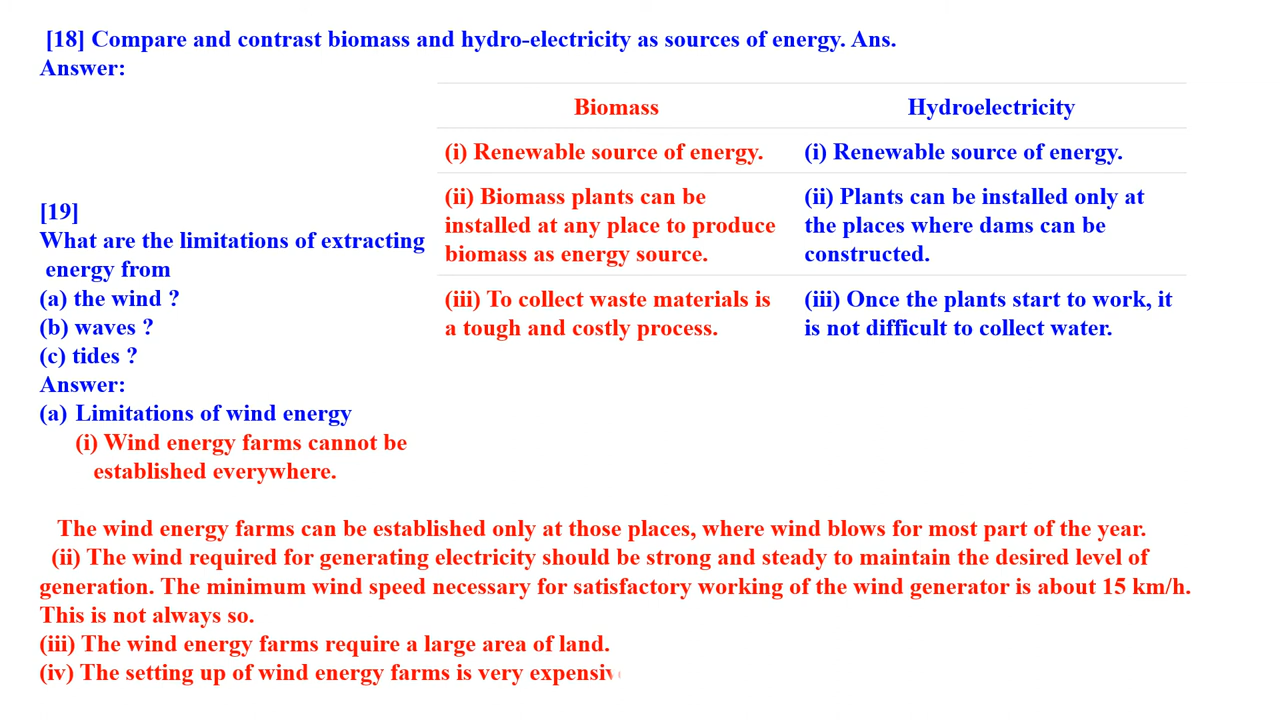 [18] Compare and contrast biomass and hydro-electricity as sources of energy. Ans.
Answer:
Biomass Hydroelectricity
(i) Renewable source of energy. (i) Renewable source of energy.
(ii) Biomass plants can be
installed at any place to produce
biomass as energy source.
(ii) Plants can be installed only at
the places where dams can be
constructed.
(iii) To collect waste materials is
a tough and costly process.
(iii) Once the plants start to work, it
is not difficult to collect water.
[19]
What are the limitations of extracting
energy from
(a) the wind ?
(b) waves ?
(c) tides ?
Answer:
(a) Limitations of wind energy
(i) Wind energy farms cannot be
established everywhere.
The wind energy farms can be established only at those places, where wind blows for most part of the year.
(ii) The wind required for generating electricity should be strong and steady to maintain the desired level of
generation. The minimum wind speed necessary for satisfactory working of the wind generator is about 15 km/h.
This is not always so.
(iii) The wind energy farms require a large area of land.
(iv) The setting up of wind energy farms is very expensiv